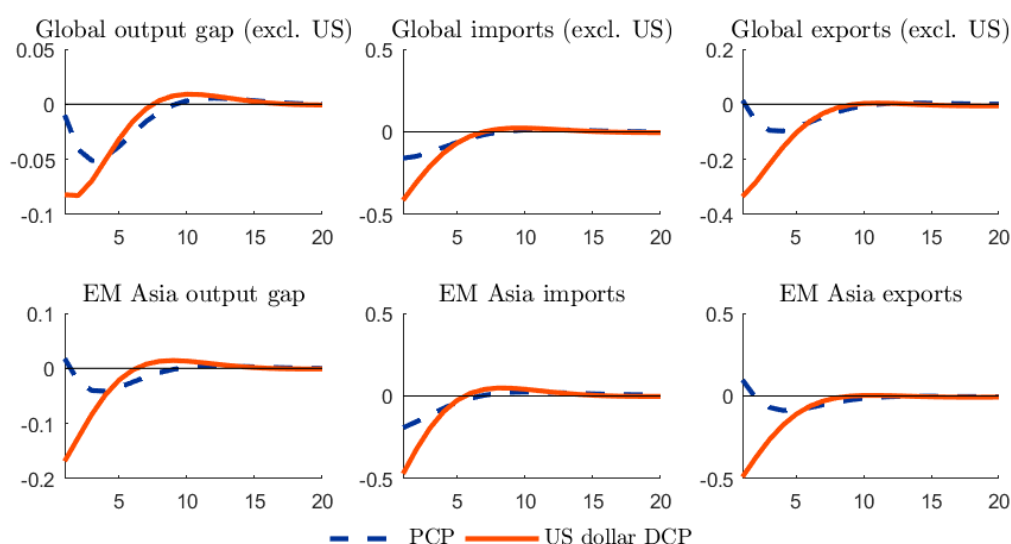 Global output gap (excl. US)
0.05
0
-0.05
-0.1
5 10 15 20
Global imports (excl. US)
0.5
0
-0.5
5 10 15 20
Global exports (excl. US)
0.2
0
-0.2
-0.4
5 10 15 20
EM Asia output gap
0.1
0
-0.1
-0.2
5 10 15 20
EM Asia imports
0.5
0
-0.5
5 10 15 20
EM Asia exports
0.5
0
-0.5
5 10 15 20
PCP US dollar DCP